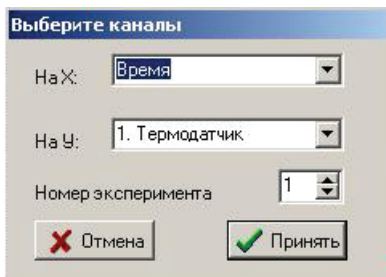 Выберите каналы
На X: Время
На У: 1. Термодатчик
Номер эксперимента 1
Отмена Принять